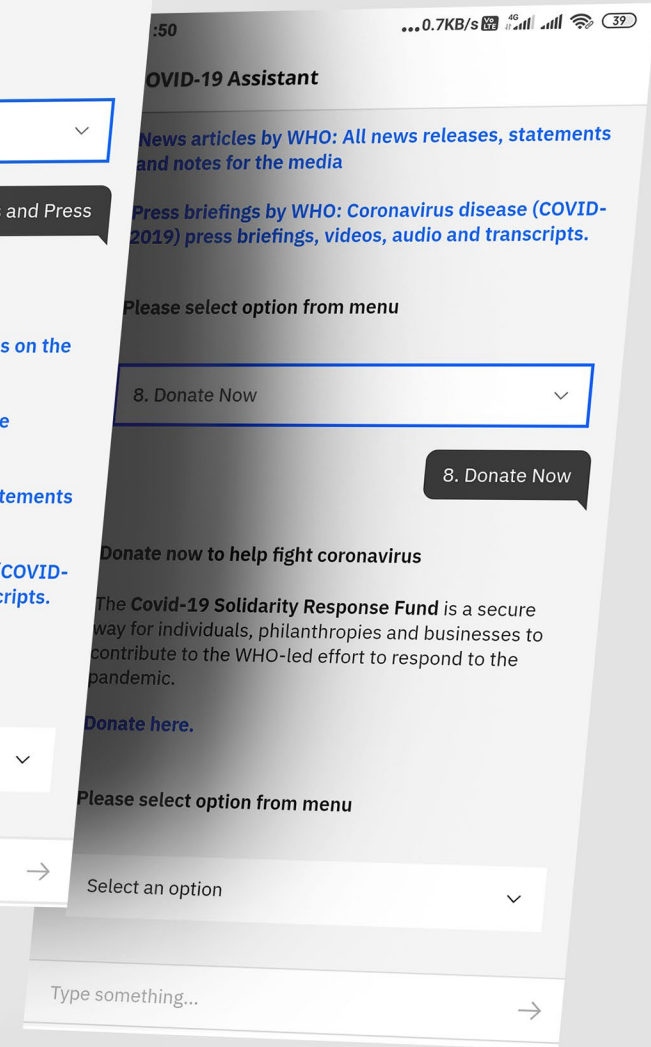 :50
...0.7KB/s Vo LTE 4G 39
OVID-19 Assistant
News articles by WHO: All news releases, statements
and notes for the media
Press briefings by WHO: Coronavirus disease (COVID-
2019) press briefings, videos, audio and transcripts.
Please select option from menu
8. Donate Now
8. Donate Now
Donate now to help fight coronavirus
The Covid-19 Solidarity Response Fund is a secure
way for individuals, philanthropies and businesses to
contribute to the WHO-led effort to respond to the
pandemic.
Donate here.
Please select option from menu
Select an option
Type something...
and Press
s on the
e
tements
COVID-
cripts.